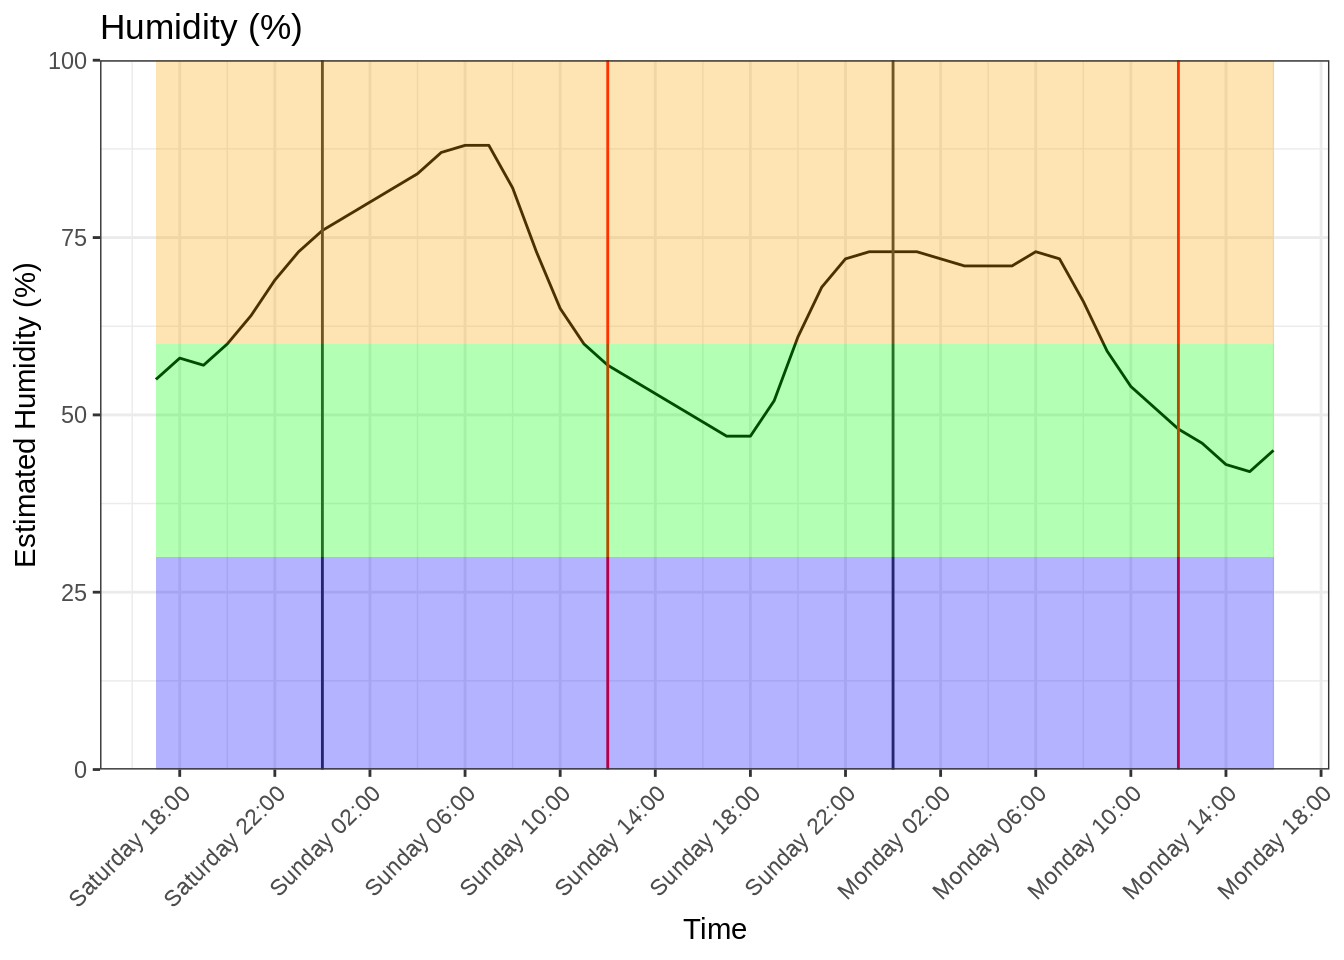 Humidity (%)
Estimated Humidity (%)
100
75
50
25
0
Saturday 18:00
Saturday 22:00
Sunday 02:00
Sunday 06:00
Sunday 10:00
Sunday 14:00
Sunday 18:00
Sunday 22:00
Monday 02:00
Monday 06:00
Monday 10:00
Monday 14:00
Monday 18:00
Time